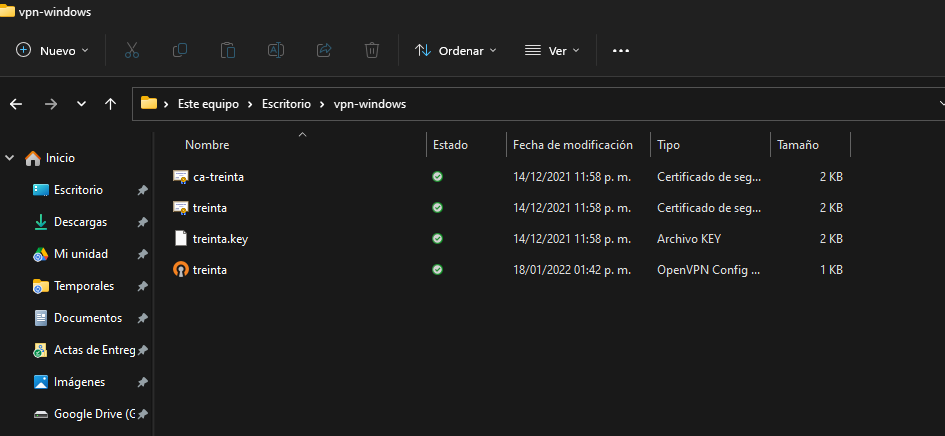 vpn-windows
Nuevo Ordenar Ver
Este equipo Escritorio vpn-windows
Nombre Estado Fecha de modificación Tipo Tamaño
Inicio
Escritorio
Descargas
Mi unidad
Temporales
Documentos
Actas de Entreg
Imágenes
Google Drive (G
ca-treinta 14/12/2021 11:58 p. m. Certificado de seg... 2 KB
treinta 14/12/2021 11:58 p. m. Certificado de seg... 2 KB
treinta.key 14/12/2021 11:58 p. m. Archivo KEY 2 KB
treinta 18/01/2022 01:42 p. m. OpenVPN Config ... 1 KB